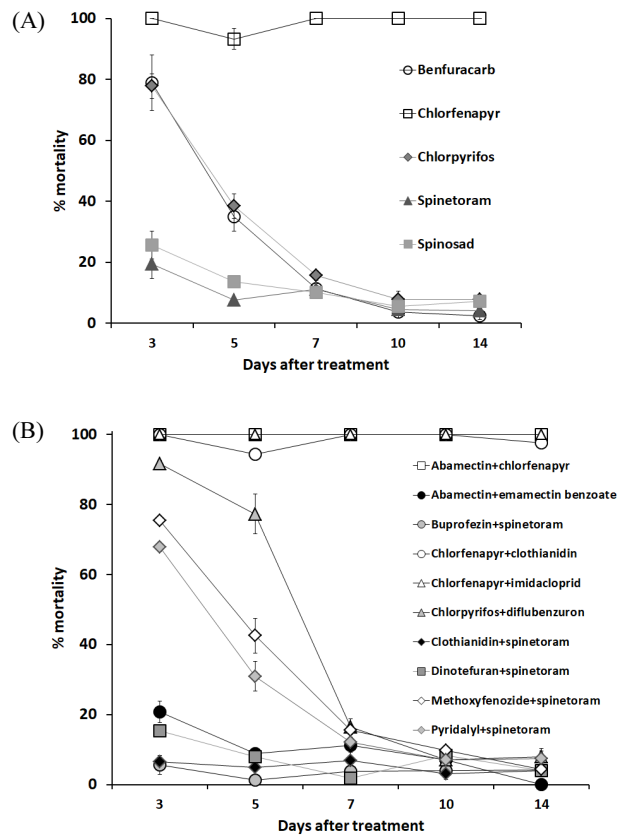 (A)
100
80
60
40
20
0
% mortality
3 5 7 10 14
Days after treatment
Benfuracarb
Chlorfenapyr
Chlorpyrifos
Spinetoram
Spinosad
(B)
100
80
60
40
20
0
% mortality
3 5 7 10 14
Days after treatment
Abamectin+chlorfenapyr
Abamectin+emamectin benzoate
Buprofezin+spinetoram
Chlorfenapyr+clothianidin
Chlorfenapyr+imidacloprid
Chlorpyrifos+diflubenzuron
Clothianidin+spinetoram
Dinotefuran+spinetoram
Methoxyfenozide+spinetoram
Pyridalyl+spinetoram